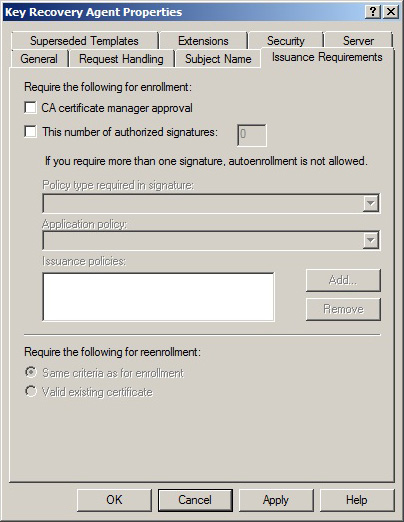 Key Recovery Agent Properties
Superseded Templates Extensions Security Server
General Request Handling Subject Name Issuance Requirements
Require the following for enrollment:
CA certificate manager approval
This number of authorized signatures: 0
If you require more than one signature, autoenrollment is not allowed.
Policy type required in signature:
Application policy:
Issuance policies:
Add...
Remove
Require the following for reenrollment:
Same criteria as for enrollment
Valid existing certificate
OK Cancel Apply Help